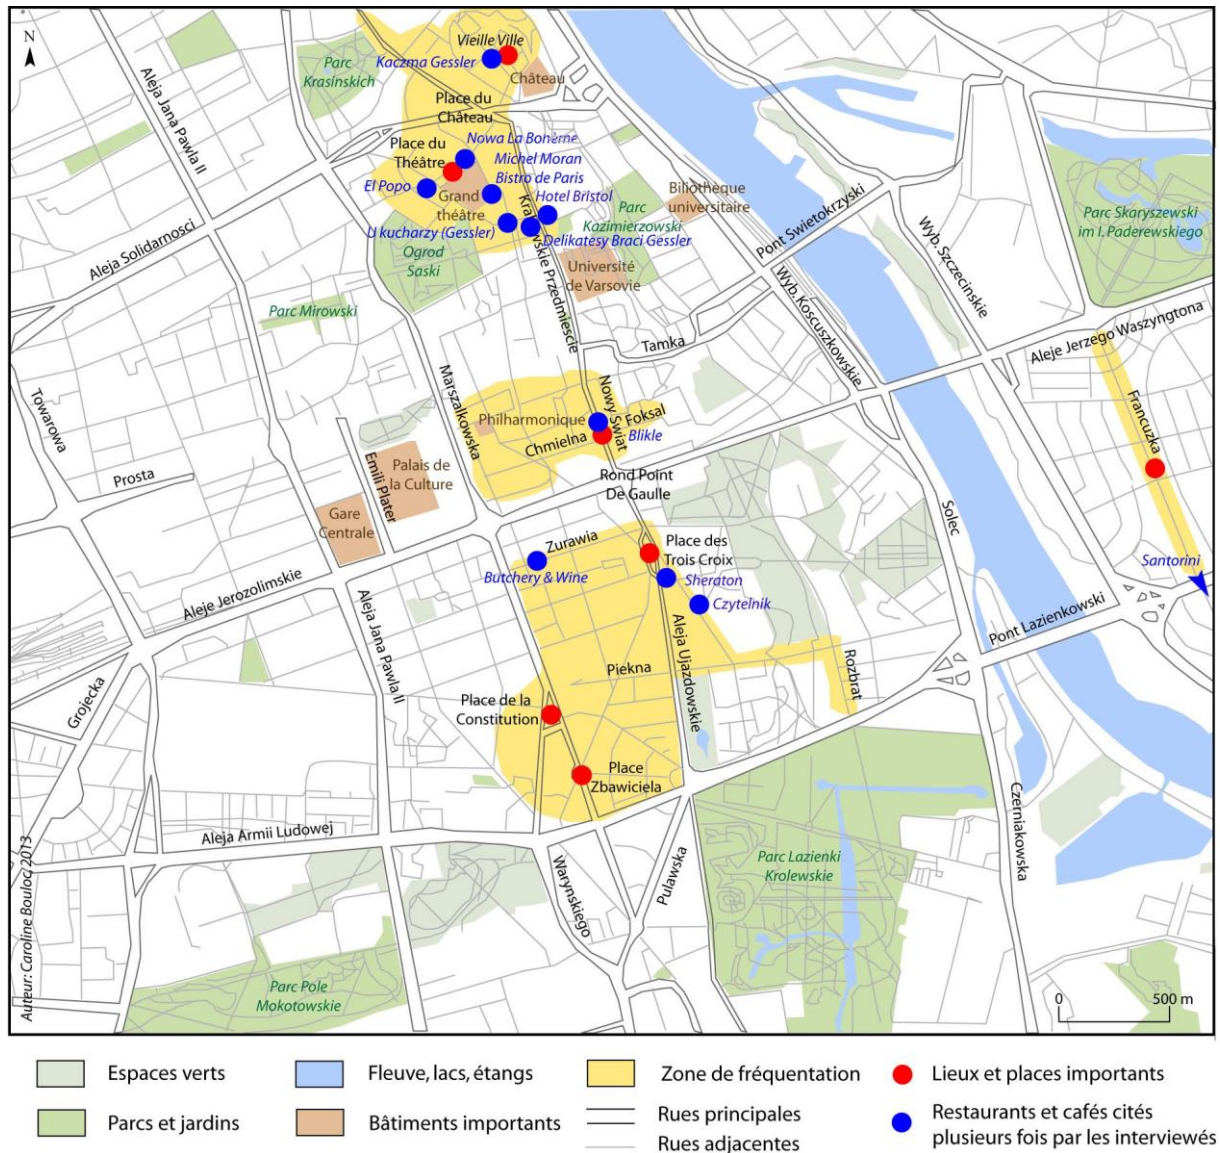 N
Vieille Ville
Kaczma Gessler
Château
Parc
Krasinskich
Aleja Jana Pawla II
Place du
Château
Nowa La Bohême
Place du
Théâtre
Michel Moran
Bistro de Paris
El Popo
Grand
théâtre
Hotel Bristol
Parc
Kazimierzowski
Biliothèque
universitaire
Pont Swietokrzyski
Parc Skaryszewski
im I. Paderewskiego
U kucharzy (Gessler)
Delikatesy Braci Gessler
Krakowskie Przedmiescie
Ogrod
Saski
Université
de Varsovie
Aleja Solidarnosci
Wyb. Szczecinskie
Wyb. Koscuszkowskie
Parc Mirowski
Tamka
Aleje Jerzego Waszyngtona
Towarowa
Marszalkowska
Nowy Swiat
Foksal
Philharmonique
Blikle
Chmielna
Francuzka
Prosta
Emili Plater
Palais de
la Culture
Rond Point
De Gaulle
Gare
Centrale
Solec
Zurawia
Place des
Trois Croix
Butchery & Wine
Sheraton
Czytelnik
Santorini
Aleje Jerozolimskie
Aleja Jana Pawla II
Pont Lazienkowski
Piekna
Aleja Ujazdowskie
Rozbrat
Grojecka
Place de la
Constitution
Place
Zbawiciela
Czerniakowska
Aleja Armii Ludowej
Warynskiego
Pulawska
Parc Lazienki
Krolewskie
Parc Pole
Mokotowskie
Auteur: Caroline Bouloc, 2013
0 500 m
Espaces verts
Fleuve, lacs, étangs
Zone de fréquentation
Lieux et places importants
Parcs et jardins
Bâtiments importants
Rues principales
Rues adjacentes
Restaurants et cafés cités
plusieurs fois par les interviewés